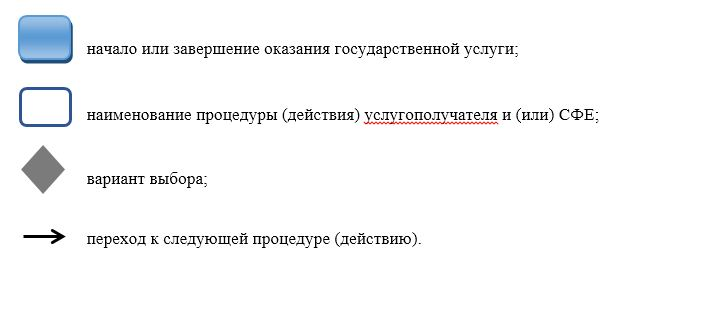 начало или завершение оказания государственной услуги;
наименование процедуры (действия) услугополучателя и (или) СФЕ;
вариант выбора;
переход к следующей процедуре (действию).